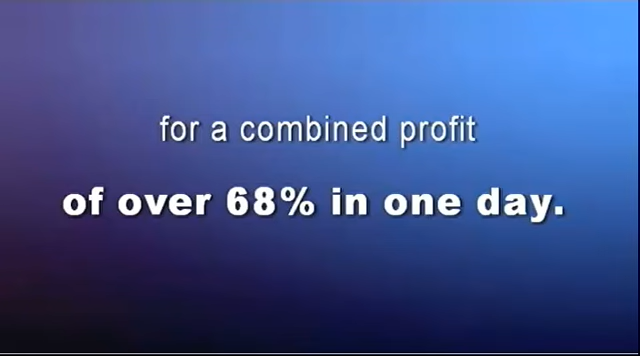 for a combined profit
of over 68% in one day.